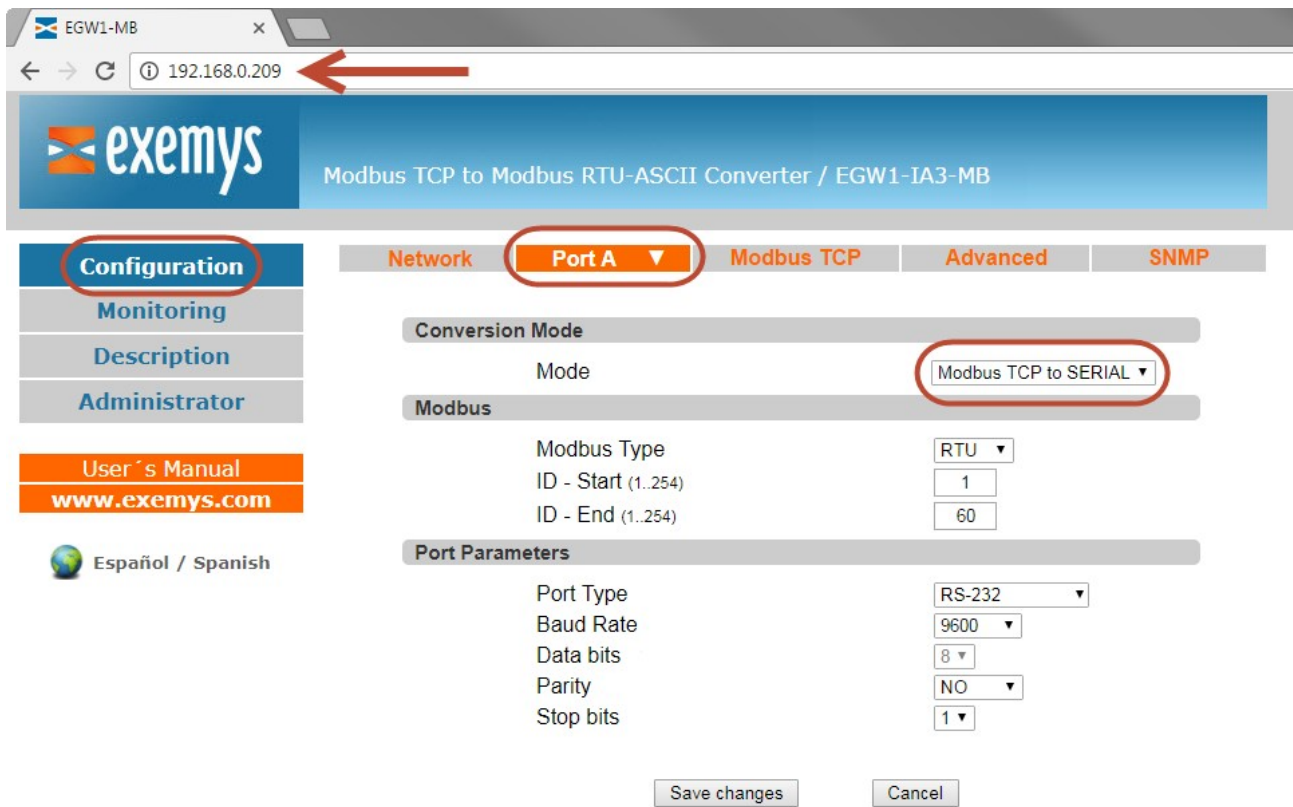 EGW1-MB
192.168.0.209
exemys
Modbus TCP to Modbus RTU-ASCII Converter / EGW1-IA3-MB
Configuration
Monitoring
Description
Administrator
User´s Manual
www.exemys.com
Español / Spanish
Network Port A ▼ Modbus TCP Advanced SNMP
Conversion Mode
Mode Modbus TCP to SERIAL ▼
Modbus
Modbus Type RTU ▼
ID - Start (1..254) 1
ID - End (1..254) 60
Port Parameters
Port Type RS-232 ▼
Baud Rate 9600 ▼
Data bits 8 ▼
Parity NO ▼
Stop bits 1 ▼
Save changes Cancel